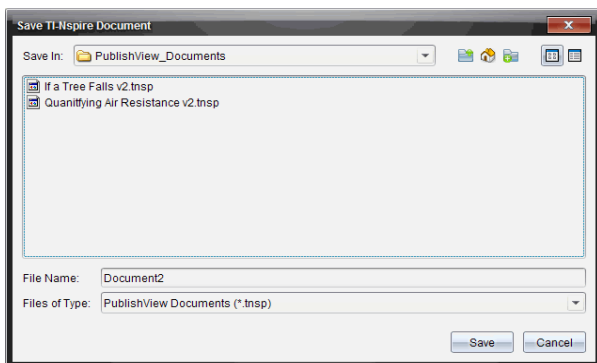 Save TI-Nspire Document
Save In: PublishView_Documents
If a Tree Falls v2.tnsp
Quanitfying Air Resistance v2.tnsp
File Name: Document2
Files of Type: PublishView Documents (*.tnsp)
Save Cancel